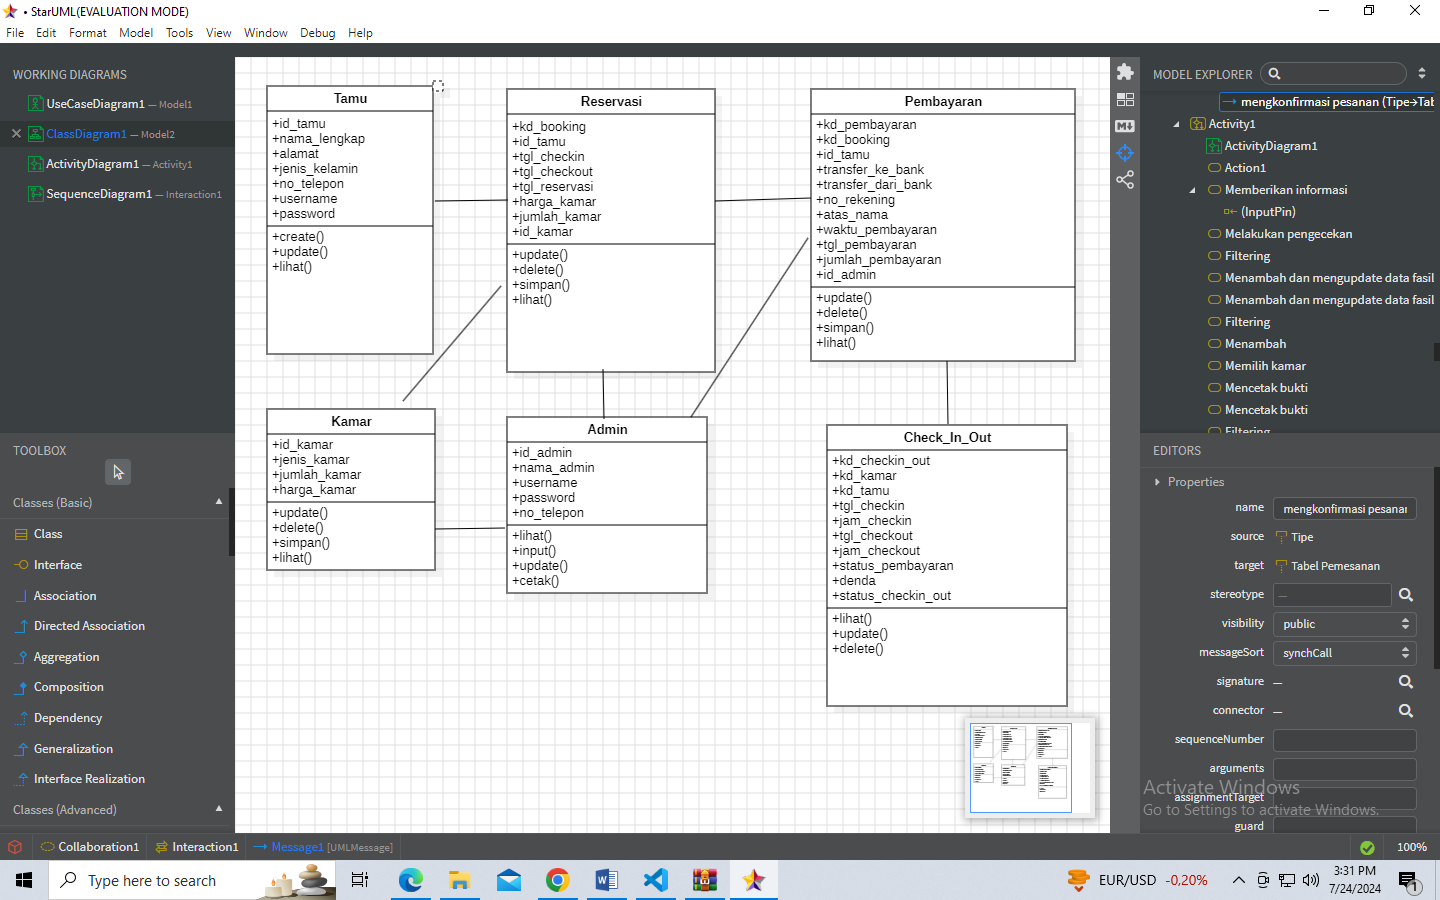 • StarUML(EVALUATION MODE)
File Edit Format Model Tools View Window Debug Help
WORKING DIAGRAMS
UseCaseDiagram1 — Model1
ClassDiagram1 — Model2
ActivityDiagram1 — Activity1
SequenceDiagram1 — Interaction1
TOOLBOX
Classes (Basic)
Class
Interface
Association
Directed Association
Aggregation
Composition
Dependency
Generalization
Interface Realization
Classes (Advanced)
Tamu
+id_tamu
+nama_lengkap
+alamat
+jenis_kelamin
+no_telepon
+username
+password
+create()
+update()
+lihat()
Reservasi
+kd_booking
+id_tamu
+tgl_checkin
+tgl_checkout
+tgl_reservasi
+harga_kamar
+jumlah_kamar
+id_kamar
+update()
+delete()
+simpan()
+lihat()
Pembayaran
+kd_pembayaran
+kd_booking
+id_tamu
+transfer_ke_bank
+transfer_dari_bank
+no_rekening
+atas_nama
+waktu_pembayaran
+tgl_pembayaran
+jumlah_pembayaran
+id_admin
+update()
+delete()
+simpan()
+lihat()
Kamar
+id_kamar
+jenis_kamar
+jumlah_kamar
+harga_kamar
+update()
+delete()
+simpan()
+lihat()
Admin
+id_admin
+nama_admin
+username
+password
+no_telepon
+lihat()
+input()
+update()
+cetak()
Check_In_Out
+kd_checkin_out
+kd_kamar
+kd_tamu
+tgl_checkin
+jam_checkin
+tgl_checkout
+jam_checkout
+status_pembayaran
+denda
+status_checkin_out
+lihat()
+update()
+delete()
MODEL EXPLORER
mengkonfirmasi pesanan (Tipe→Tab
Activity1
ActivityDiagram1
Action1
Memberikan informasi
(InputPin)
Melakukan pengecekan
Filtering
Menambah dan mengupdate data fasil
Menambah dan mengupdate data fasil
Filtering
Menambah
Memilih kamar
Mencetak bukti
Mencetak bukti
Filtering
EDITORS
Properties
name mengkonfirmasi pesanan
source Tipe
target Tabel Pemesanan
stereotype —
visibility public
messageSort synchCall
signature —
connector —
sequenceNumber
arguments
assignmentTarget
guard
Activate Windows
Go to Settings to activate Windows.
Collaboration1 Interaction1 Message1 [UMLMessage] 100%
Type here to search EUR/USD -0,20% 3:31 PM
7/24/2024 1